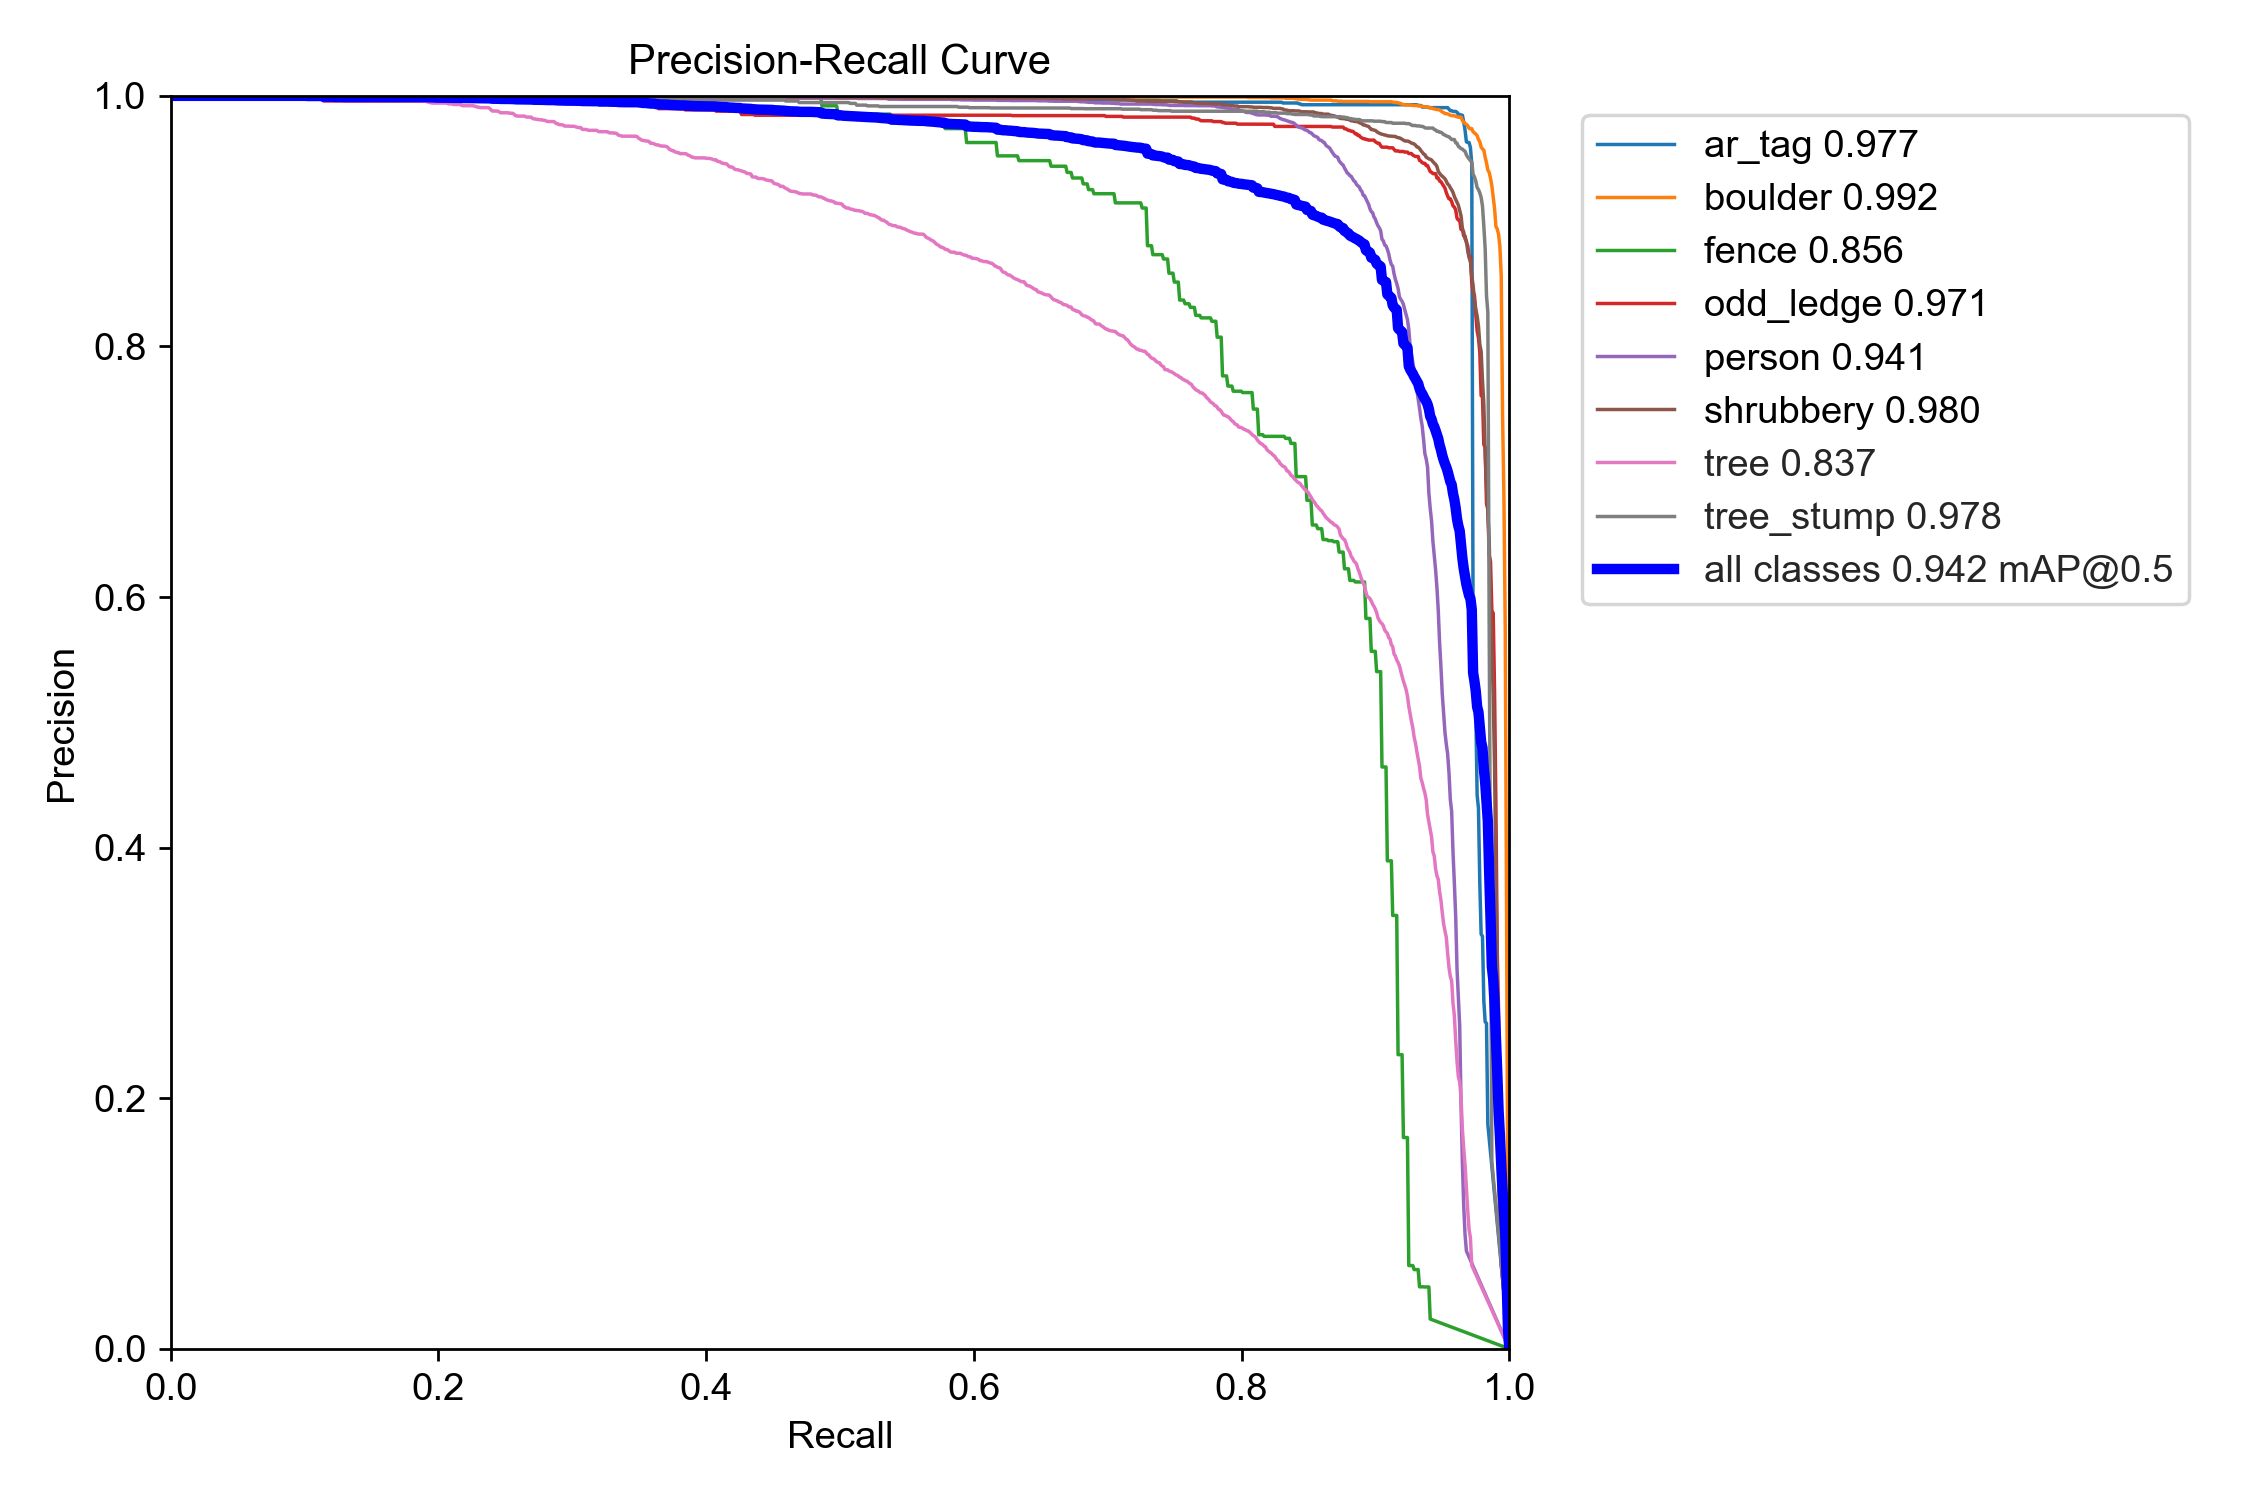 Precision-Recall Curve
1.0
0.8
0.6
0.4
0.2
0.0
Precision
0.0 0.2 0.4 0.6 0.8 1.0
Recall
ar_tag 0.977
boulder 0.992
fence 0.856
odd_ledge 0.971
person 0.941
shrubbery 0.980
tree 0.837
tree_stump 0.978
all classes 0.942 mAP@0.5